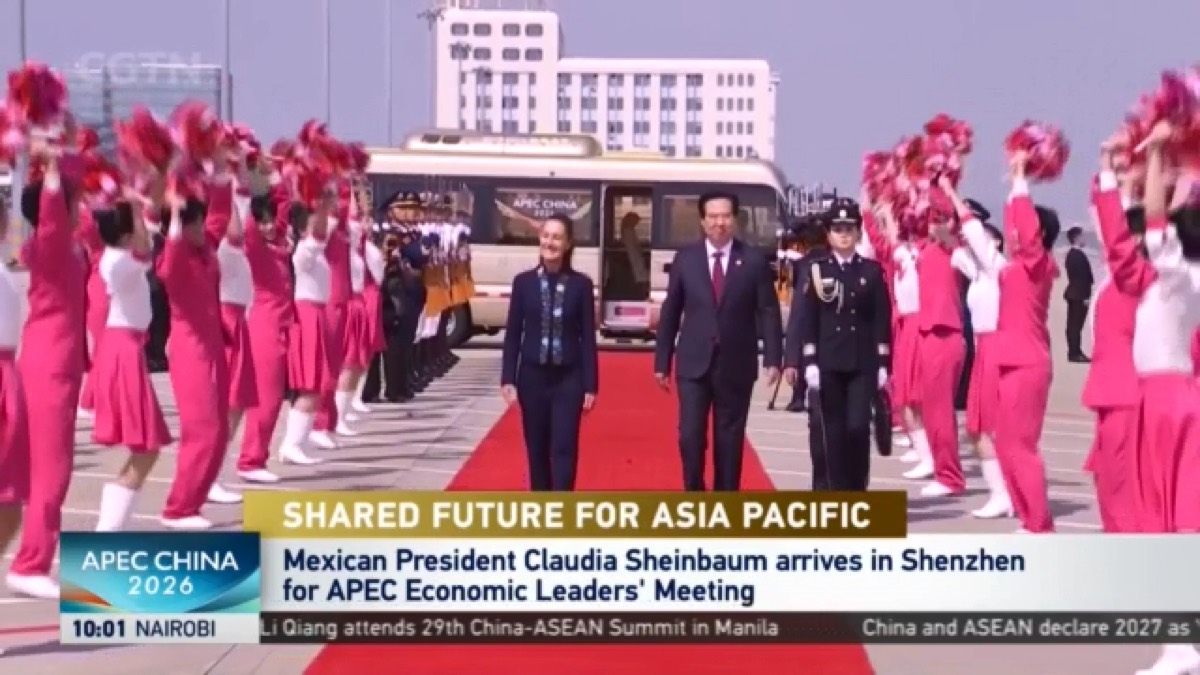 CGTN
APEC CHINA
2026
SHARED FUTURE FOR ASIA PACIFIC
APEC CHINA
2026
Mexican President Claudia Sheinbaum arrives in Shenzhen
for APEC Economic Leaders' Meeting
10:01 NAIROBI
Li Qiang attends 29th China-ASEAN Summit in Manila
China and ASEAN declare 2027 as